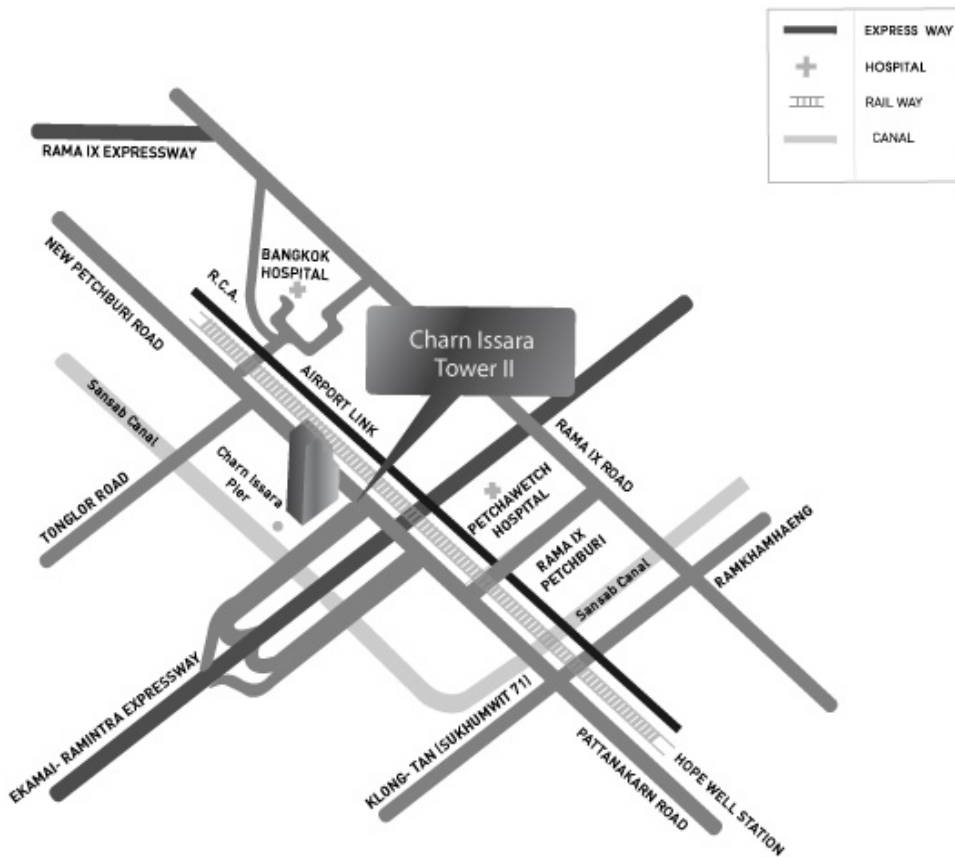 EXPRESS WAY
HOSPITAL
RAIL WAY
CANAL
RAMA IX EXPRESSWAY
NEW PETCHBURI ROAD
R.C.A.
BANGKOK
HOSPITAL
Charn Issara
Tower II
AIRPORT LINK
Sansab Canal
Charn Issara
Pier
TONGLOR ROAD
RAMA IX ROAD
PETCHAWETCH
HOSPITAL
RAMA IX
PETCHBURI
Sansab Canal
RAMKHAMHAENG
EKAMAI- RAMINTRA EXPRESSWAY
KLONG- TAN (SUKHUMWIT 71)
PATTANAKARN ROAD
HOPE WELL STATION